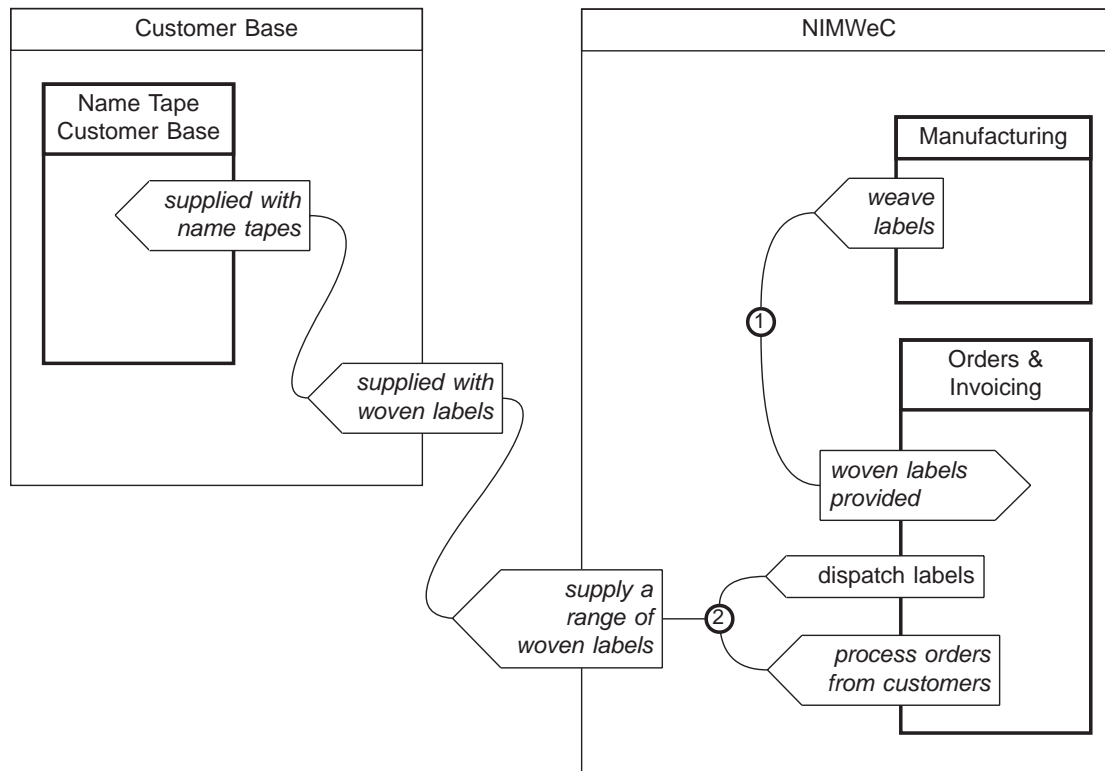 Customer Base
NIMWeC
Name Tape
Customer Base
supplied with
name tapes
supplied with
woven labels
Manufacturing
weave
labels
1
Orders &
Invoicing
woven labels
provided
dispatch labels
supply a
range of
woven labels
2
process orders
from customers